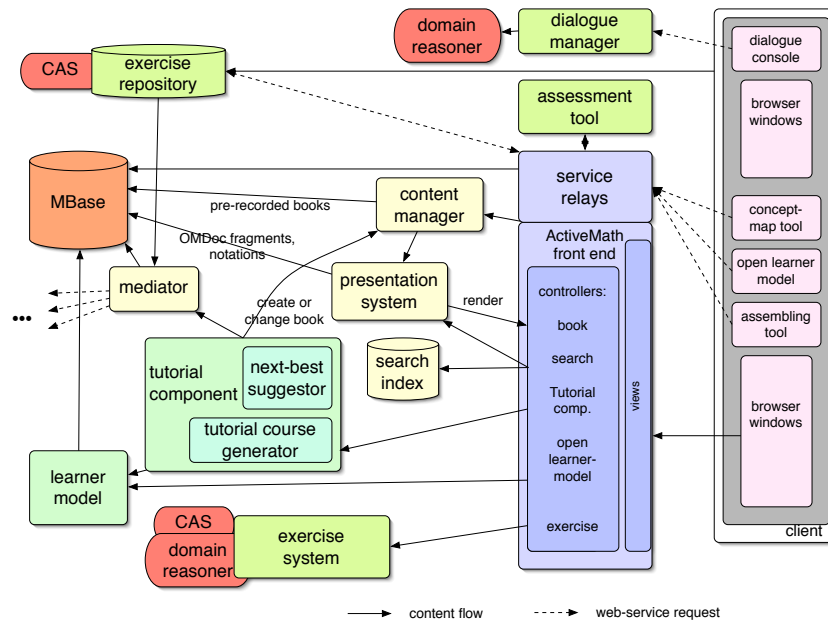 domain
reasoner
dialogue
manager
dialogue
console
CAS
exercise
repository
browser
windows
assessment
tool
MBase
service
relays
content
manager
pre-recorded books
concept-
map tool
OMDoc fragments,
notations
ActiveMath
front end
open learner
model
mediator
presentation
system
controllers:
create or
change book
render
assembling
tool
•••
book
tutorial
component
next-best
suggestor
search
index
search
views
Tutorial
comp.
browser
windows
tutorial course
generator
open
learner-
model
learner
model
CAS
domain
reasoner
exercise
system
exercise
client
content flow
web-service request